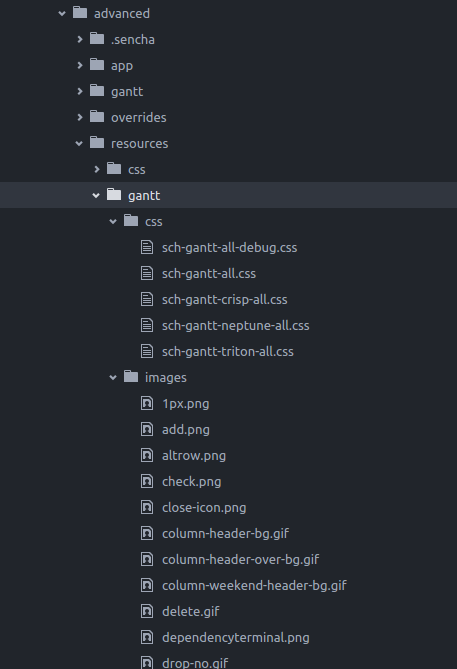 advanced
.sencha
app
gantt
overrides
resources
css
gantt
css
sch-gantt-all-debug.css
sch-gantt-all.css
sch-gantt-crisp-all.css
sch-gantt-neptune-all.css
sch-gantt-triton-all.css
images
1px.png
add.png
altrow.png
check.png
close-icon.png
column-header-bg.gif
column-header-over-bg.gif
column-weekend-header-bg.gif
delete.gif
dependencyterminal.png
drop-no.gif